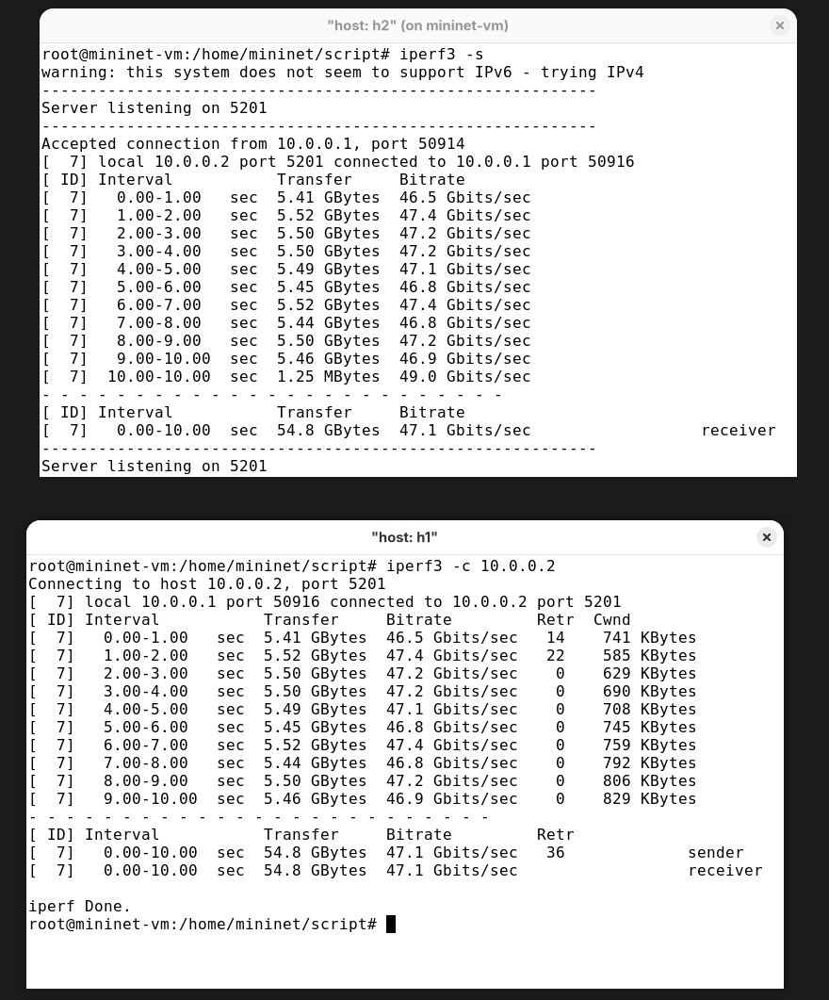 "host: h2" (on mininet-vm)
root@mininet-vm:/home/mininet/script# iperf3 -s
warning: this system does not seem to support IPv6 - trying IPv4
-----------------------------------------------------------
Server listening on 5201
-----------------------------------------------------------
Accepted connection from 10.0.0.1, port 50914
[  7] local 10.0.0.2 port 5201 connected to 10.0.0.1 port 50916
[ ID] Interval           Transfer     Bitrate
[  7]   0.00-1.00   sec  5.41 GBytes  46.5 Gbits/sec
[  7]   1.00-2.00   sec  5.52 GBytes  47.4 Gbits/sec
[  7]   2.00-3.00   sec  5.50 GBytes  47.2 Gbits/sec
[  7]   3.00-4.00   sec  5.50 GBytes  47.2 Gbits/sec
[  7]   4.00-5.00   sec  5.49 GBytes  47.1 Gbits/sec
[  7]   5.00-6.00   sec  5.45 GBytes  46.8 Gbits/sec
[  7]   6.00-7.00   sec  5.52 GBytes  47.4 Gbits/sec
[  7]   7.00-8.00   sec  5.44 GBytes  46.8 Gbits/sec
[  7]   8.00-9.00   sec  5.50 GBytes  47.2 Gbits/sec
[  7]   9.00-10.00  sec  5.46 GBytes  46.9 Gbits/sec
[  7]  10.00-10.00  sec  1.25 MBytes  49.0 Gbits/sec
- - - - - - - - - - - - - - - - - - - - - - - - -
[ ID] Interval           Transfer     Bitrate
[  7]   0.00-10.00  sec  54.8 GBytes  47.1 Gbits/sec                  receiver
-----------------------------------------------------------
Server listening on 5201
"host: h1"
root@mininet-vm:/home/mininet/script# iperf3 -c 10.0.0.2
Connecting to host 10.0.0.2, port 5201
[  7] local 10.0.0.1 port 50916 connected to 10.0.0.2 port 5201
[ ID] Interval           Transfer     Bitrate         Retr  Cwnd
[  7]   0.00-1.00   sec  5.41 GBytes  46.5 Gbits/sec   14    741 KBytes
[  7]   1.00-2.00   sec  5.52 GBytes  47.4 Gbits/sec   22    585 KBytes
[  7]   2.00-3.00   sec  5.50 GBytes  47.2 Gbits/sec    0    629 KBytes
[  7]   3.00-4.00   sec  5.50 GBytes  47.2 Gbits/sec    0    690 KBytes
[  7]   4.00-5.00   sec  5.49 GBytes  47.1 Gbits/sec    0    708 KBytes
[  7]   5.00-6.00   sec  5.45 GBytes  46.8 Gbits/sec    0    745 KBytes
[  7]   6.00-7.00   sec  5.52 GBytes  47.4 Gbits/sec    0    759 KBytes
[  7]   7.00-8.00   sec  5.44 GBytes  46.8 Gbits/sec    0    792 KBytes
[  7]   8.00-9.00   sec  5.50 GBytes  47.2 Gbits/sec    0    806 KBytes
[  7]   9.00-10.00  sec  5.46 GBytes  46.9 Gbits/sec    0    829 KBytes
- - - - - - - - - - - - - - - - - - - - - - - - -
[ ID] Interval           Transfer     Bitrate         Retr
[  7]   0.00-10.00  sec  54.8 GBytes  47.1 Gbits/sec   36             sender
[  7]   0.00-10.00  sec  54.8 GBytes  47.1 Gbits/sec                  receiver
iperf Done.
root@mininet-vm:/home/mininet/script#